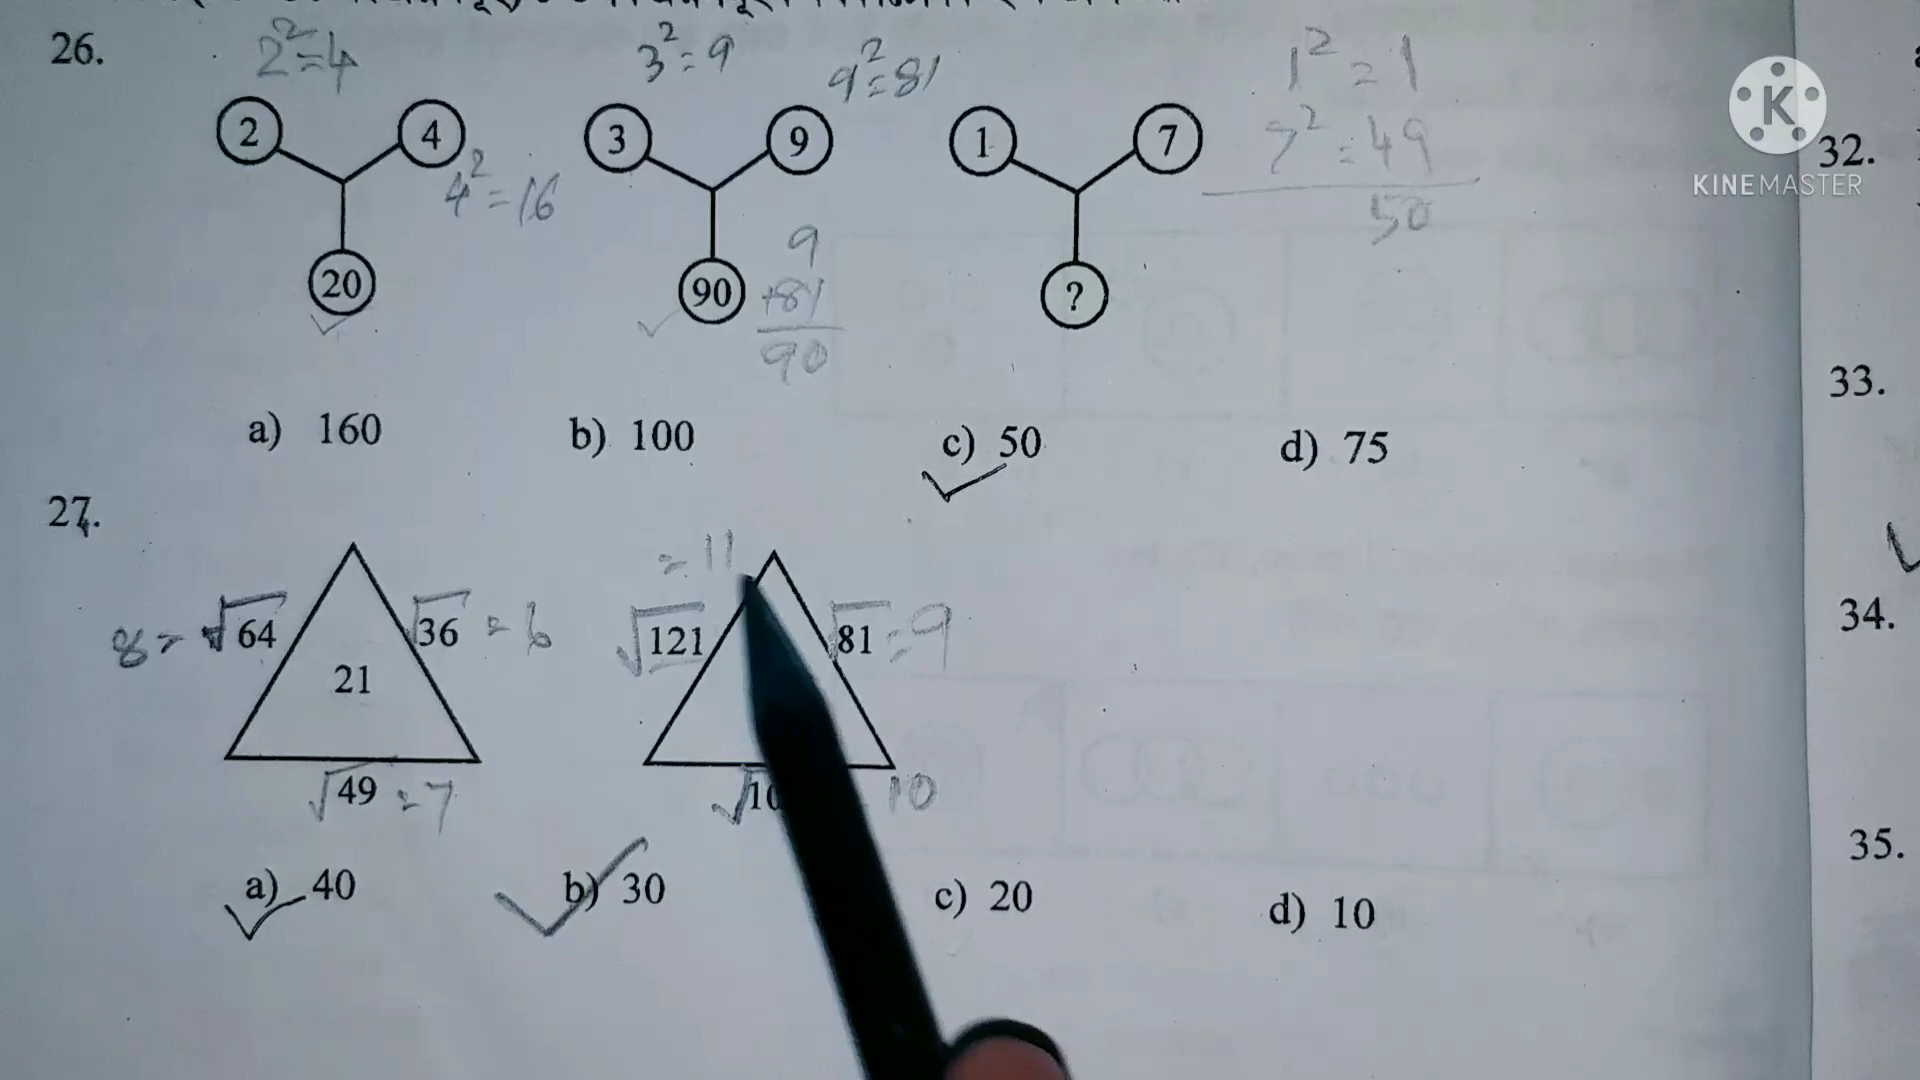 26.
2² = 4
3² = 9
9² = 81
1² = 1
2
4
3
9
1
7
7² = 49
4² = 16
50
20
90
?
9
+81
90
a) 160 b) 100 c) 50 d) 75
27.
= 11
8 = √64
√36 = 6
√121
√81 = 9
21
√49 = 7
10
a) 40 b) 30 c) 20 d) 10
K
KINEMASTER
32.
33.
34.
35.